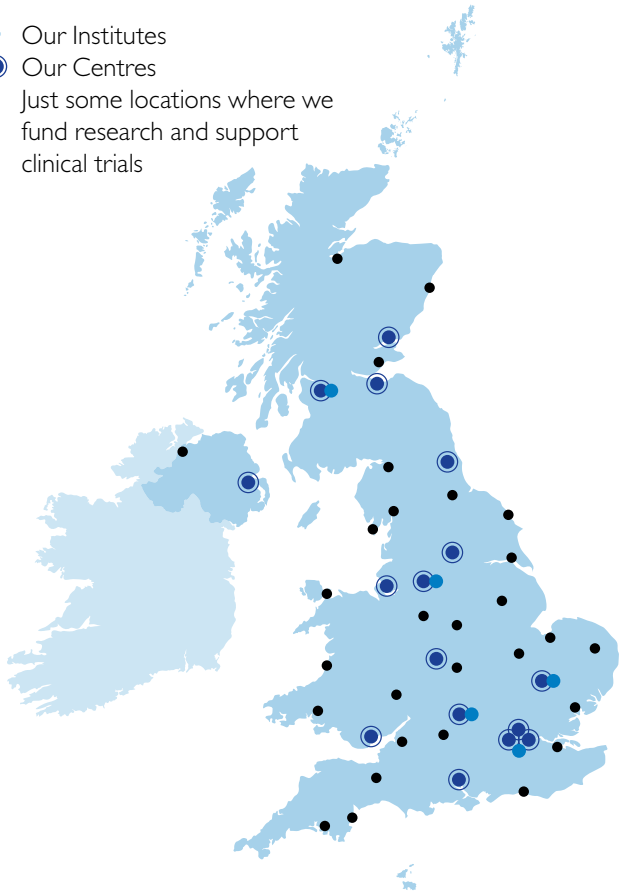 Our Institutes
Our Centres
Just some locations where we
fund research and support
clinical trials